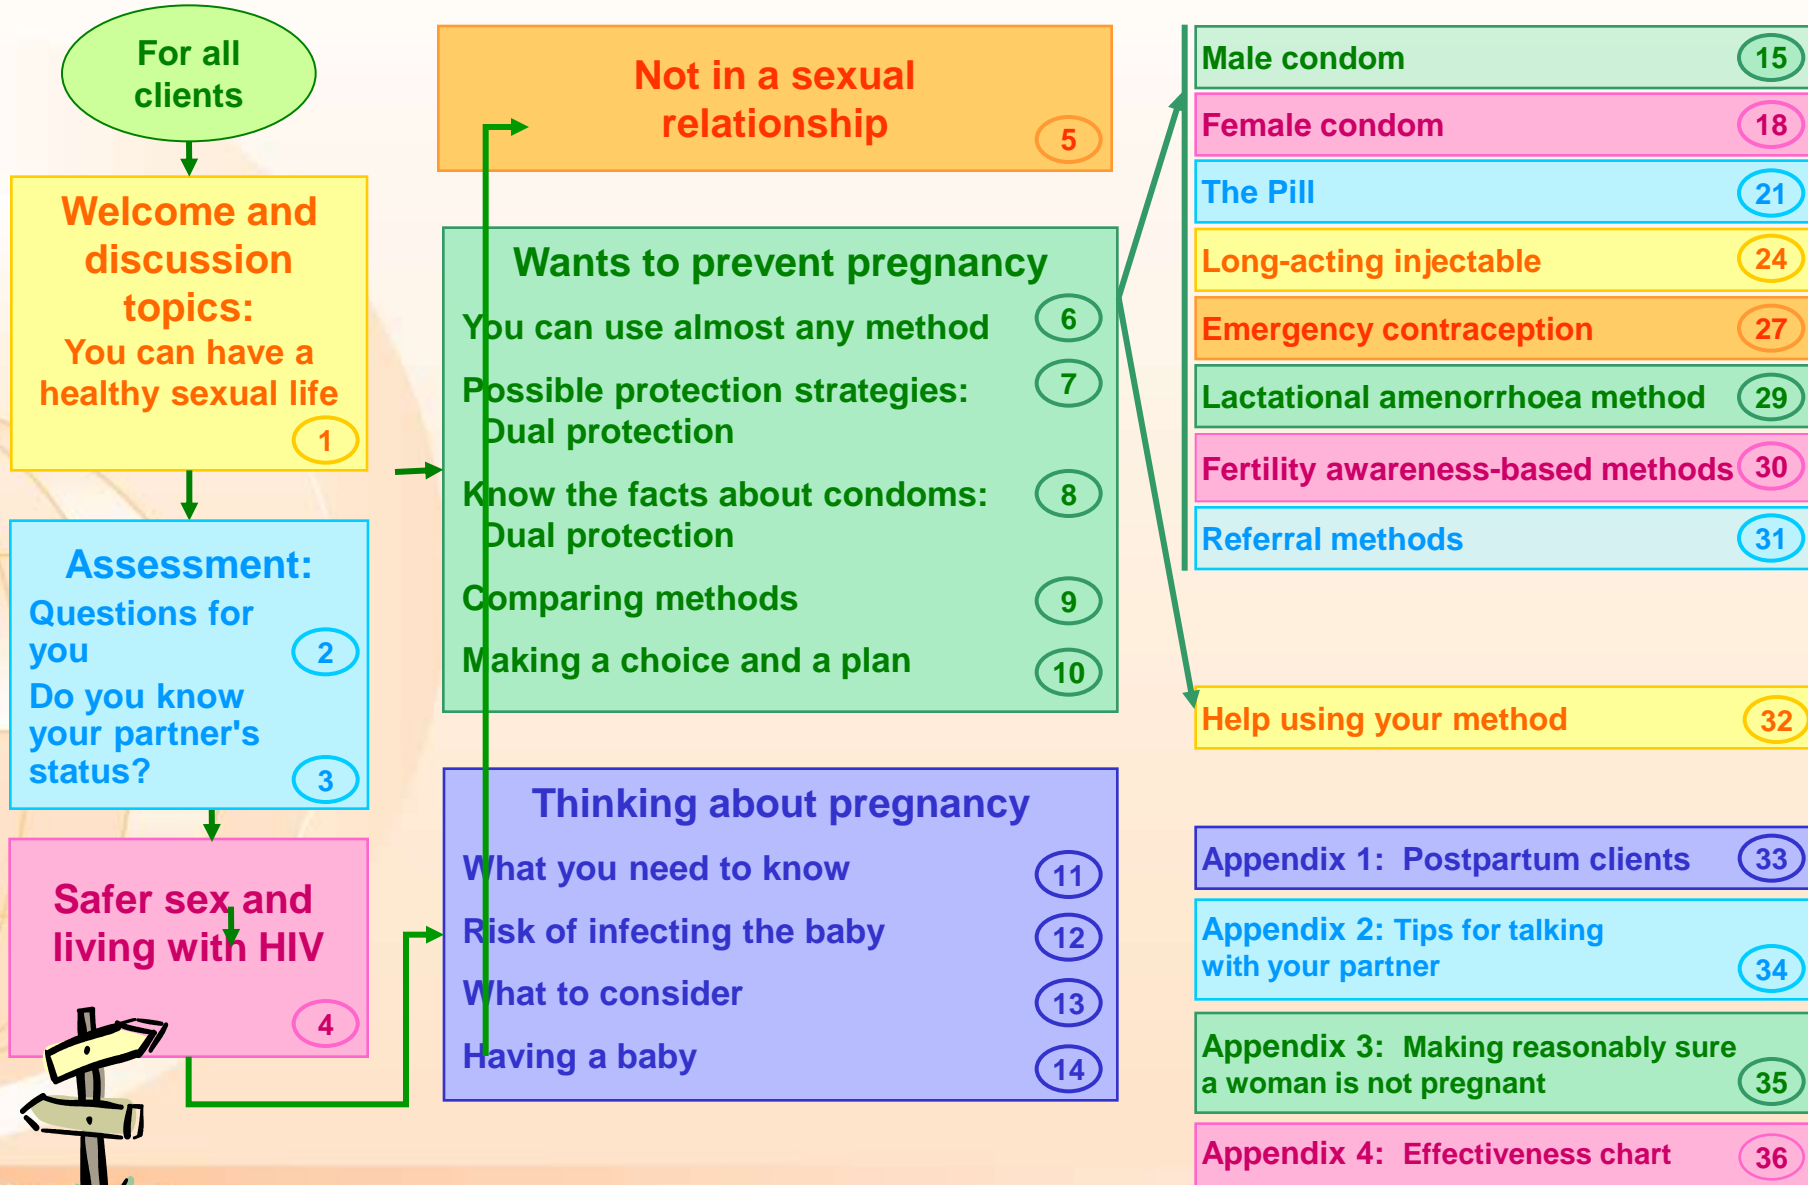 For all
clients
Welcome and
discussion
topics:
You can have a
healthy sexual life
1
Assessment:
Questions for
you
2
Do you know
your partner's
status?
3
Safer sex and
living with HIV
4
Not in a sexual
relationship
5
Wants to prevent pregnancy
You can use almost any method 6
Possible protection strategies: 7
Dual protection
Know the facts about condoms: 8
Dual protection
Comparing methods 9
Making a choice and a plan 10
Thinking about pregnancy
What you need to know 11
Risk of infecting the baby 12
What to consider 13
Having a baby 14
Male condom 15
Female condom 18
The Pill 21
Long-acting injectable 24
Emergency contraception 27
Lactational amenorrhoea method 29
Fertility awareness-based methods 30
Referral methods 31
Help using your method 32
Appendix 1: Postpartum clients 33
Appendix 2: Tips for talking
with your partner 34
Appendix 3: Making reasonably sure
a woman is not pregnant 35
Appendix 4: Effectiveness chart 36